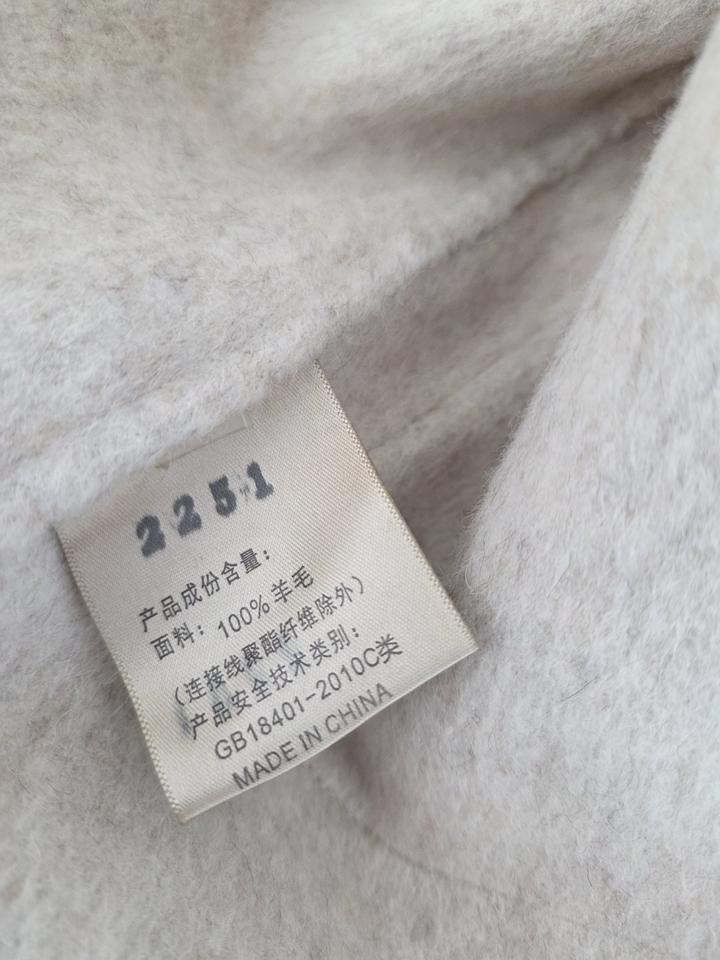 2251
产品成份含量：
面料：100%羊毛
（连接线聚酯纤维除外）
产品安全技术类别：
GB18401-2010C类
MADE IN CHINA